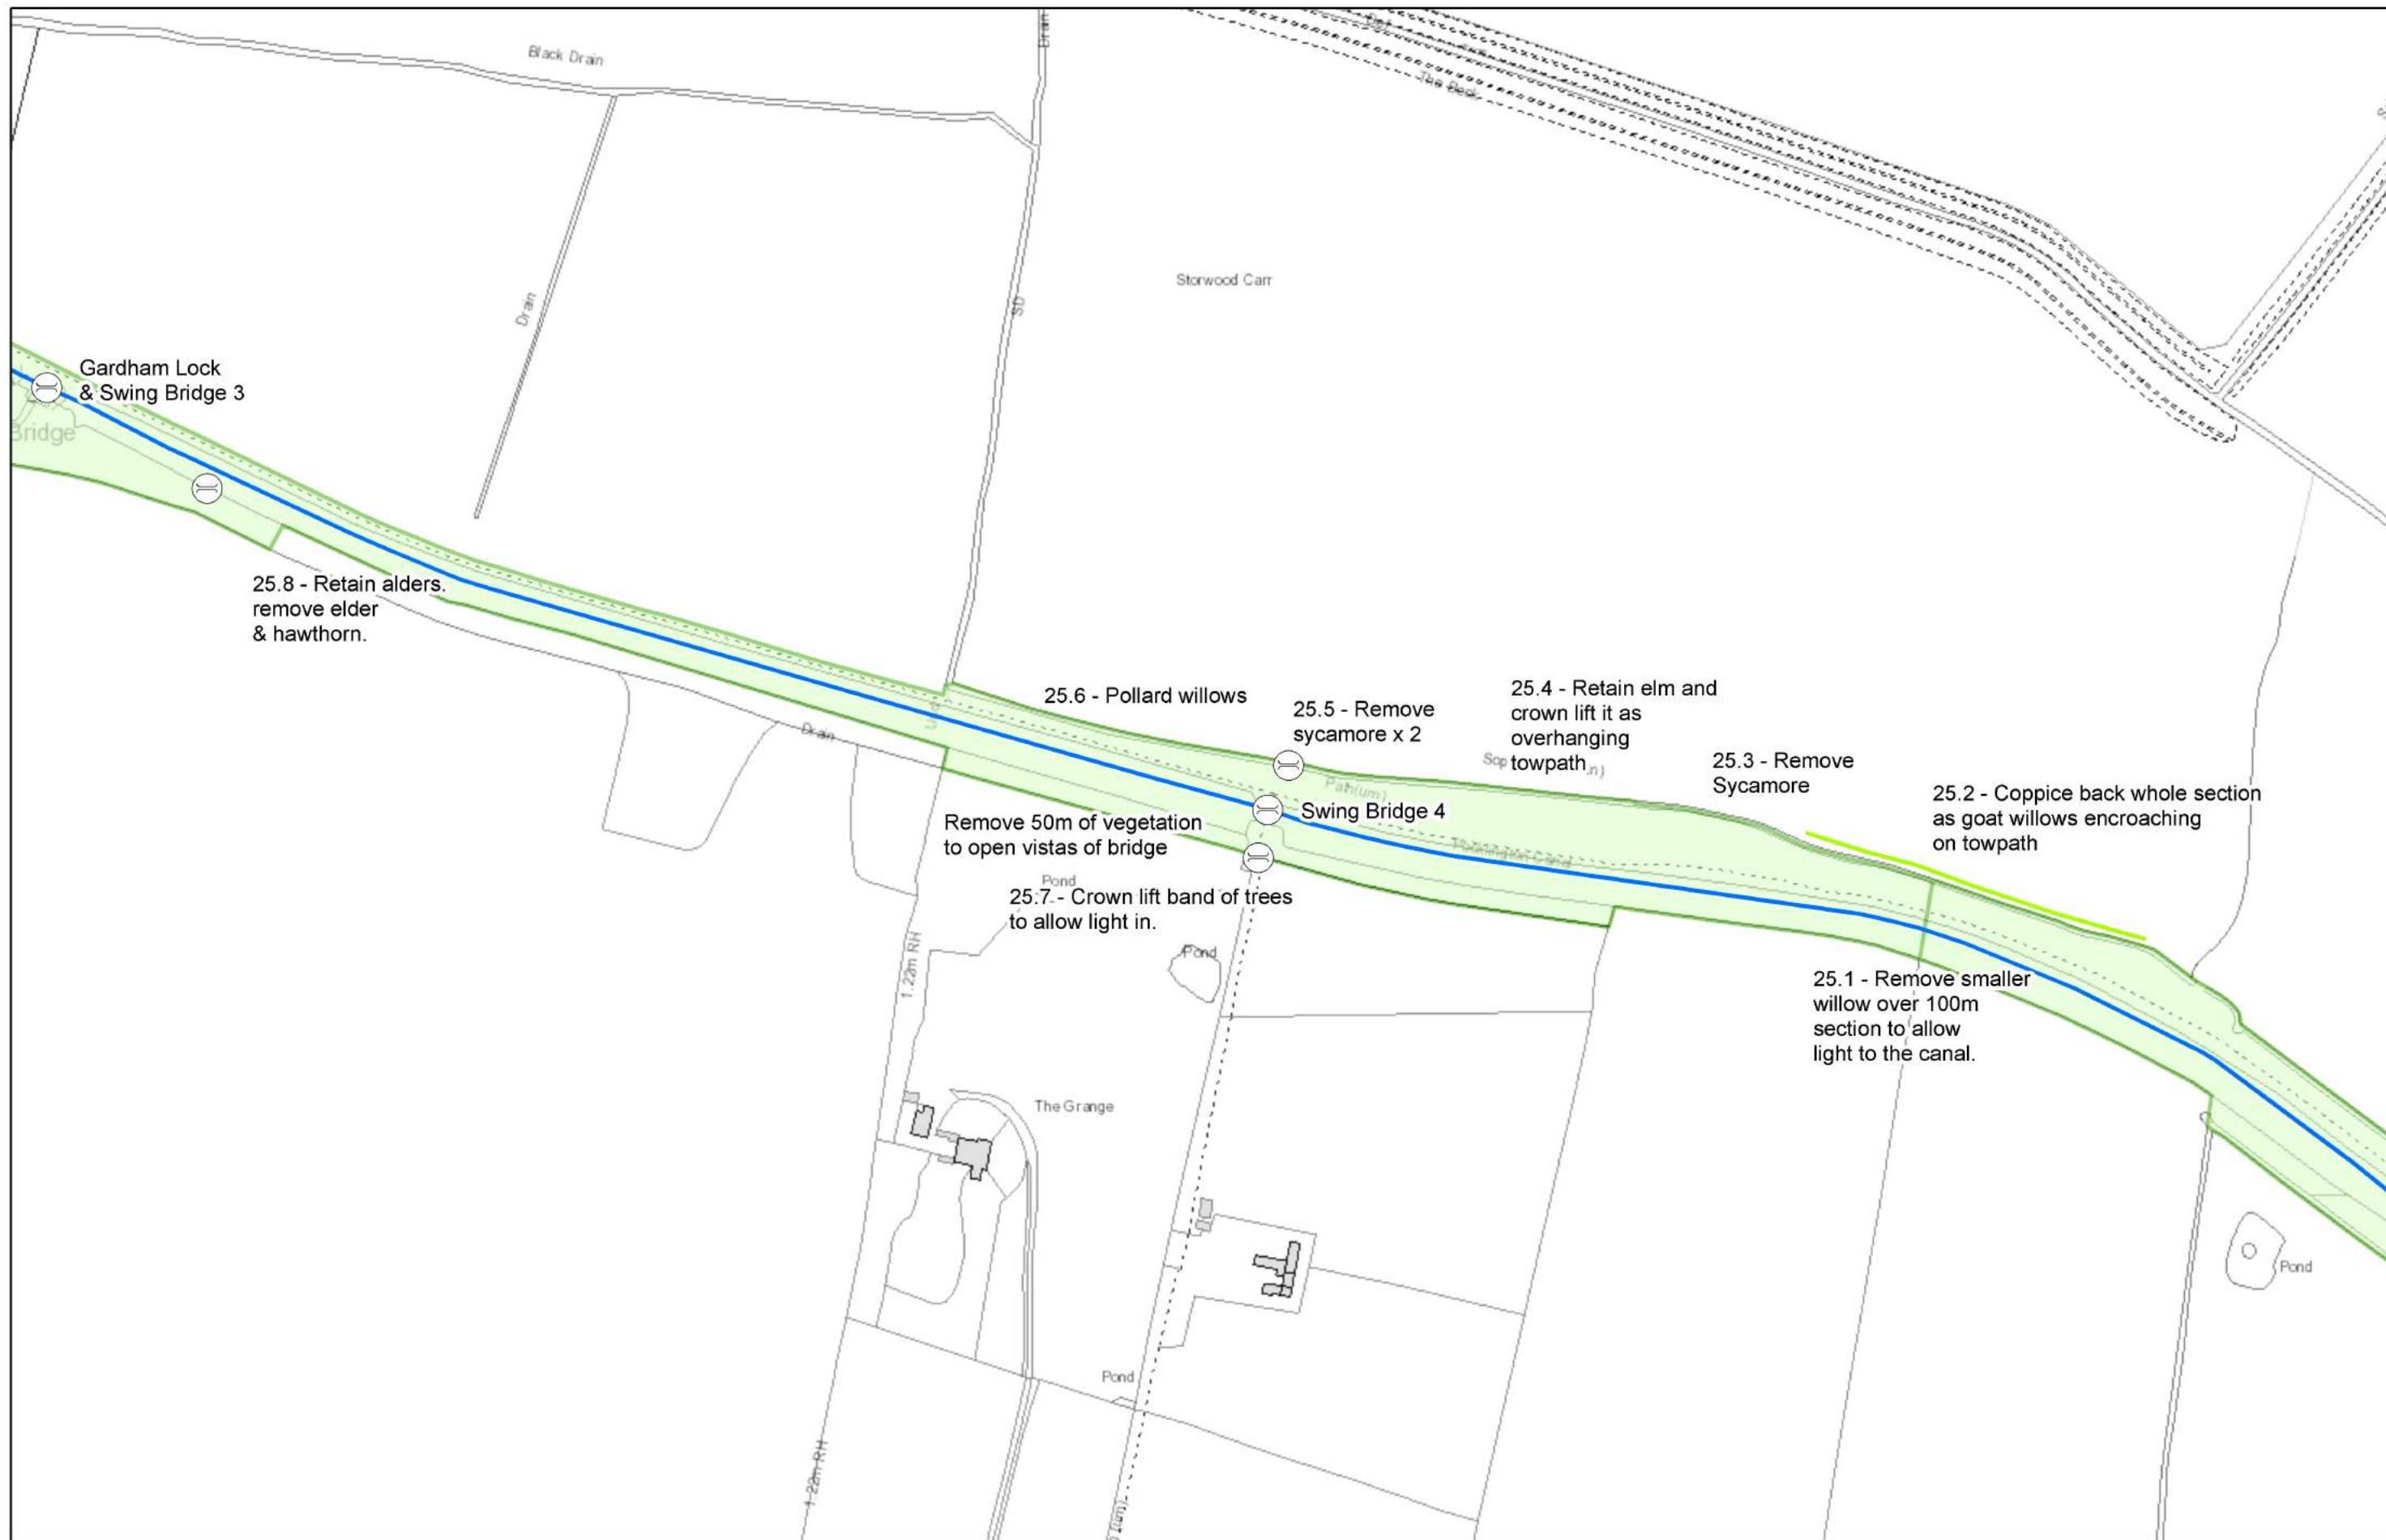 Black Drain
Drain
The Beck
Drain
SD
Storwood Carr
Gardham Lock
& Swing Bridge 3
Bridge
25.8 - Retain alders.
remove elder
& hawthorn.
25.6 - Pollard willows
25.5 - Remove
sycamore x 2
25.4 - Retain elm and
crown lift it as
overhanging
towpath
25.3 - Remove
Sycamore
25.2 - Coppice back whole section
as goat willows encroaching
on towpath
Drain
Path(um)
Swing Bridge 4
Pocklington Canal
Remove 50m of vegetation
to open vistas of bridge
Pond
25.7 - Crown lift band of trees
to allow light in.
Pond
1.22m RH
25.1 - Remove smaller
willow over 100m
section to allow
light to the canal.
The Grange
Pond
Pond
1.22m RH
(um)